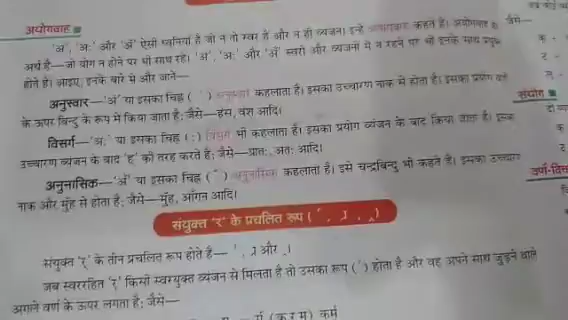 अयोगवाह
'अं', 'अः' और 'अँ' ऐसी ध्वनियाँ हैं जो न तो स्वर हैं और न ही व्यंजन। इन्हें अयोगवाह कहते हैं। अयोगवाह का
अर्थ है—जो योग न होने पर भी साथ रहे। 'अं', 'अः' और 'अँ' स्वरों और व्यंजनों में न रहने पर भी इनके साथ प्रयुक्त
होते हैं। आइए, इनके बारे में और जानें—
अनुस्वार—'अं' या इसका चिह्न ( ं ) अनुस्वार कहलाता है। इसका उच्चारण नाक से होता है। इसका प्रयोग वर्ण
के ऊपर बिन्दु के रूप में किया जाता है; जैसे—हंस, वंश आदि।
विसर्ग—'अः' या इसका चिह्न (ः) विसर्ग भी कहलाता है। इसका प्रयोग व्यंजन के बाद किया जाता है। इसका
उच्चारण व्यंजन के बाद 'ह' की तरह करते हैं; जैसे—प्रातः, अतः आदि।
अनुनासिक—'अँ' या इसका चिह्न ( ँ ) अनुनासिक कहलाता है। इसे चन्द्रबिन्दु भी कहते हैं। इसका उच्चारण
नाक और मुँह से होता है; जैसे—मुँह, आँगन आदि।
संयुक्त 'र' के प्रचलित रूप ( र्, ्र, ्र )
संयुक्त 'र्' के तीन प्रचलित रूप होते हैं— र्, ्र और ्र।
जब स्वररहित 'र्' किसी स्वरयुक्त व्यंजन से मिलता है तो उसका रूप ( र् ) होता है और वह अपने साथ जुड़ने वाले
अगले वर्ण के ऊपर लगता है; जैसे—
(क र् म) कर्म
जैसे—
क -
र -
संयोग
क
वर्ण-विन